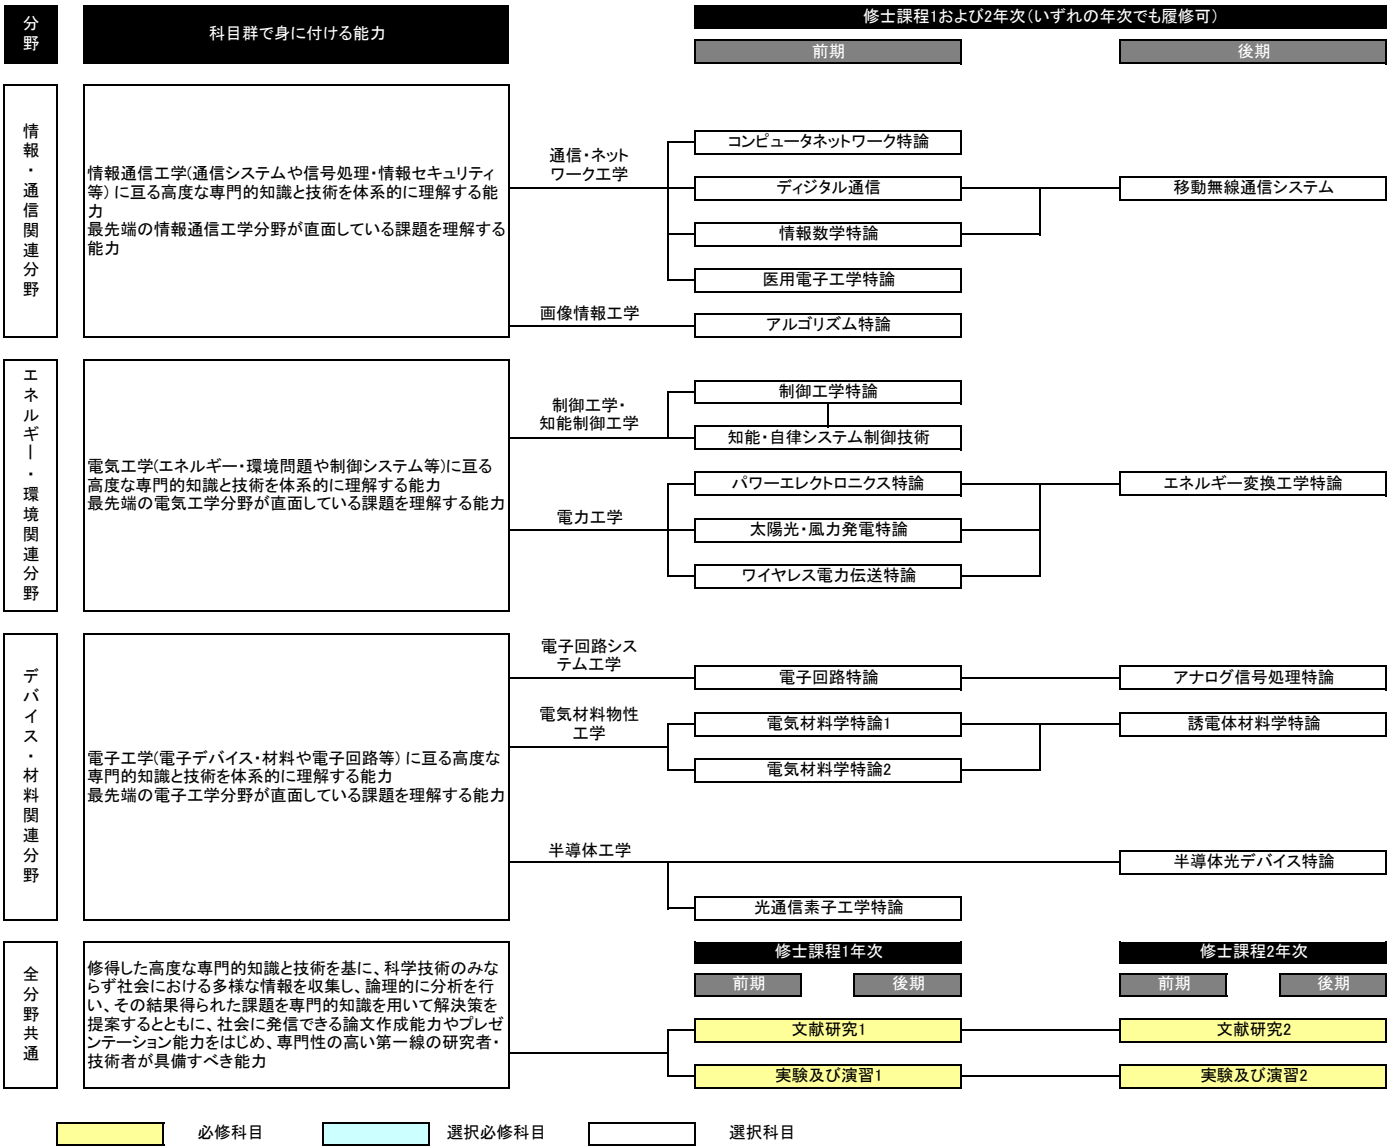 分野
科目群で身に付ける能力
修士課程1および2年次（いずれの年次でも履修可）
前期
後期
情報・通信関連分野
情報通信工学(通信システムや信号処理・情報セキュリティ
等) に亘る高度な専門的知識と技術を体系的に理解する能
力
最先端の情報通信工学分野が直面している課題を理解する
能力
通信・ネット
ワーク工学
コンピュータネットワーク特論
ディジタル通信
移動無線通信システム
情報数学特論
医用電子工学特論
画像情報工学
アルゴリズム特論
エネルギー・環境関連分野
電気工学(エネルギー・環境問題や制御システム等)に亘る
高度な専門的知識と技術を体系的に理解する能力
最先端の電気工学分野が直面している課題を理解する能力
制御工学・
知能制御工学
制御工学特論
知能・自律システム制御技術
電力工学
パワーエレクトロニクス特論
エネルギー変換工学特論
太陽光・風力発電特論
ワイヤレス電力伝送特論
デバイス・材料関連分野
電子工学(電子デバイス・材料や電子回路等) に亘る高度な
専門的知識と技術を体系的に理解する能力
最先端の電子工学分野が直面している課題を理解する能力
電子回路シス
テム工学
電子回路特論
アナログ信号処理特論
電気材料物性
工学
電気材料学特論1
誘電体材料学特論
電気材料学特論2
半導体工学
半導体光デバイス特論
光通信素子工学特論
全分野共通
修得した高度な専門的知識と技術を基に、科学技術のみな
らず社会における多様な情報を収集し、論理的に分析を行
い、その結果得られた課題を専門的知識を用いて解決策を
提案するとともに、社会に発信できる論文作成能力やプレゼ
ンテーション能力をはじめ、専門性の高い第一線の研究者・
技術者が具備すべき能力
修士課程1年次
修士課程2年次
前期
後期
前期
後期
文献研究1
文献研究2
実験及び演習1
実験及び演習2
必修科目
選択必修科目
選択科目